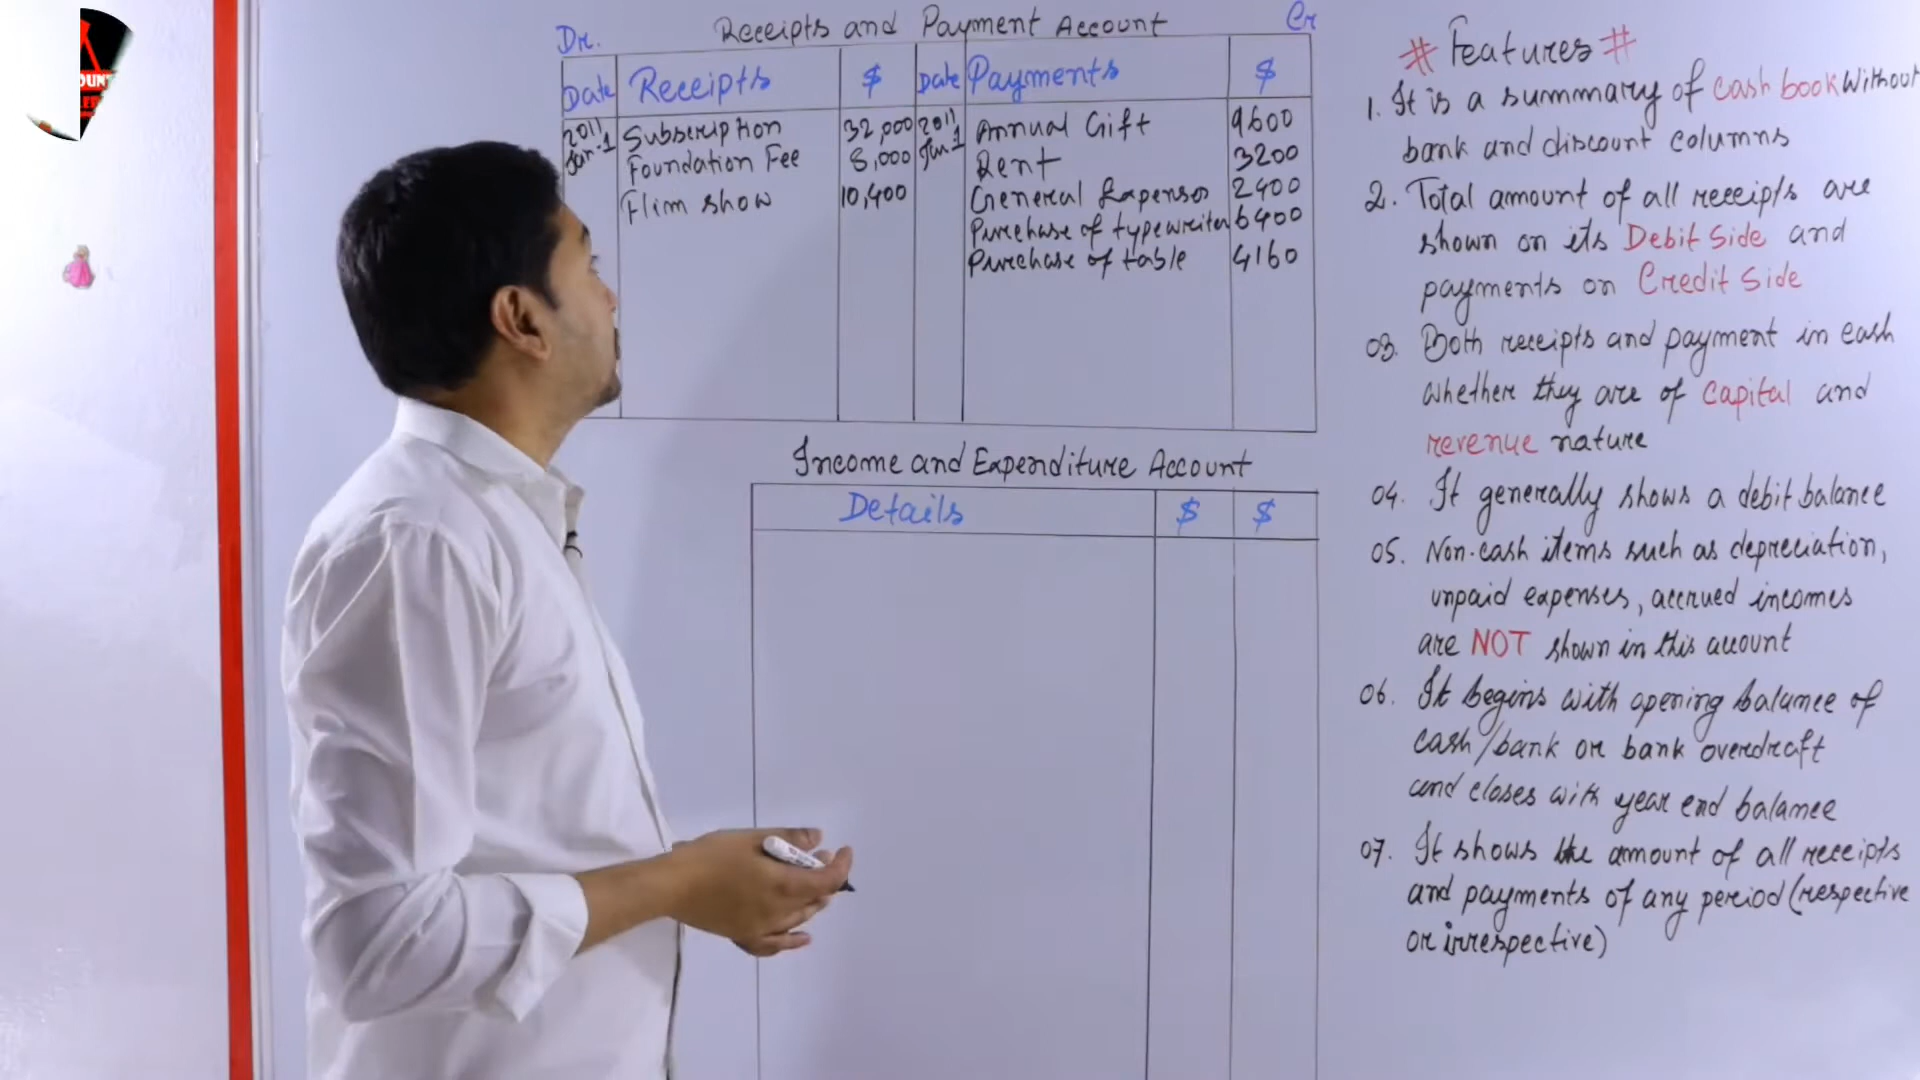 Dr. Receipts and Payment Account Cr
Date Receipts $ Date Payments $
2011 Jan-1 Subscription 32,000 2011 Jan-1 Annual Gift 9600
Foundation Fee 8,000 Rent 3200
Flim show 10,400 General Expenses 2400
Purchase of typewriter 6400
Purchase of table 4160
Income and Expenditure Account
Details $ $
# Features #
1. It is a summary of cash book without
bank and discount columns
2. Total amount of all receipts are
shown on its Debit Side and
payments on Credit Side
03. Both receipts and payment in cash
whether they are of capital and
revenue nature
04. It generally shows a debit balance
05. Non-cash items such as depreciation,
unpaid expenses, accrued incomes
are NOT shown in this account
06. It begins with opening balance of
cash/bank or bank overdraft
and closes with year end balance
07. It shows the amount of all receipts
and payments of any period (respective
or irrespective)